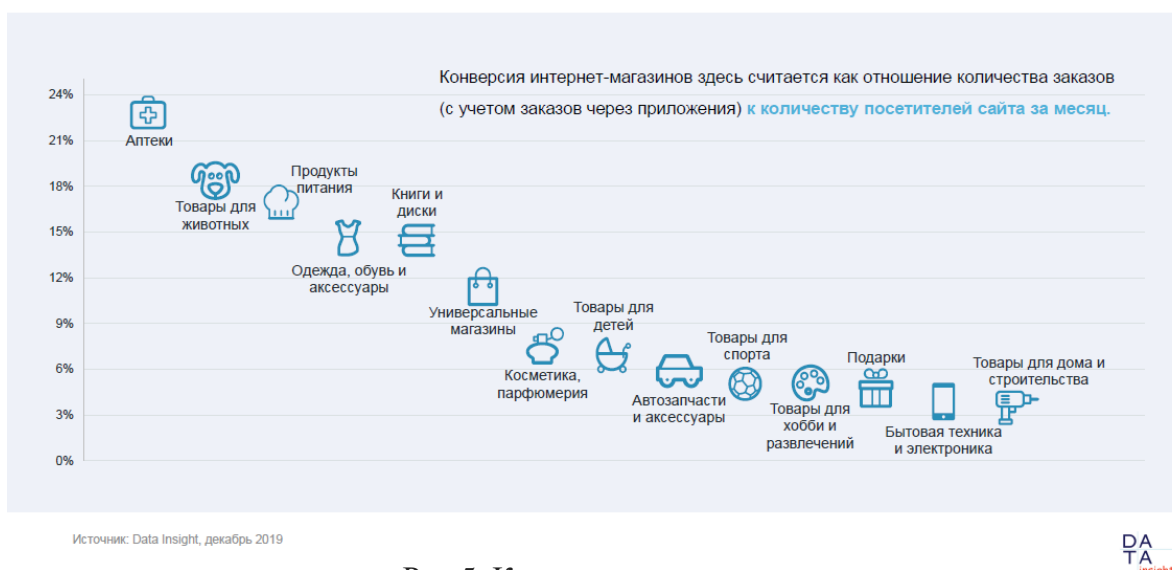 Конверсия интернет-магазинов здесь считается как отношение количества заказов
(с учетом заказов через приложения) к количеству посетителей сайта за месяц.
24%
21%
18%
15%
12%
9%
6%
3%
0%
Аптеки
Товары для
животных
Продукты
питания
Одежда, обувь и
аксессуары
Книги и
диски
Универсальные
магазины
Косметика,
парфюмерия
Товары для
детей
Автозапчасти
и аксессуары
Товары для
спорта
Товары для
хобби и
развлечений
Подарки
Бытовая техника
и электроника
Товары для дома и
строительства
Источник: Data Insight, декабрь 2019
DA
TA
insight